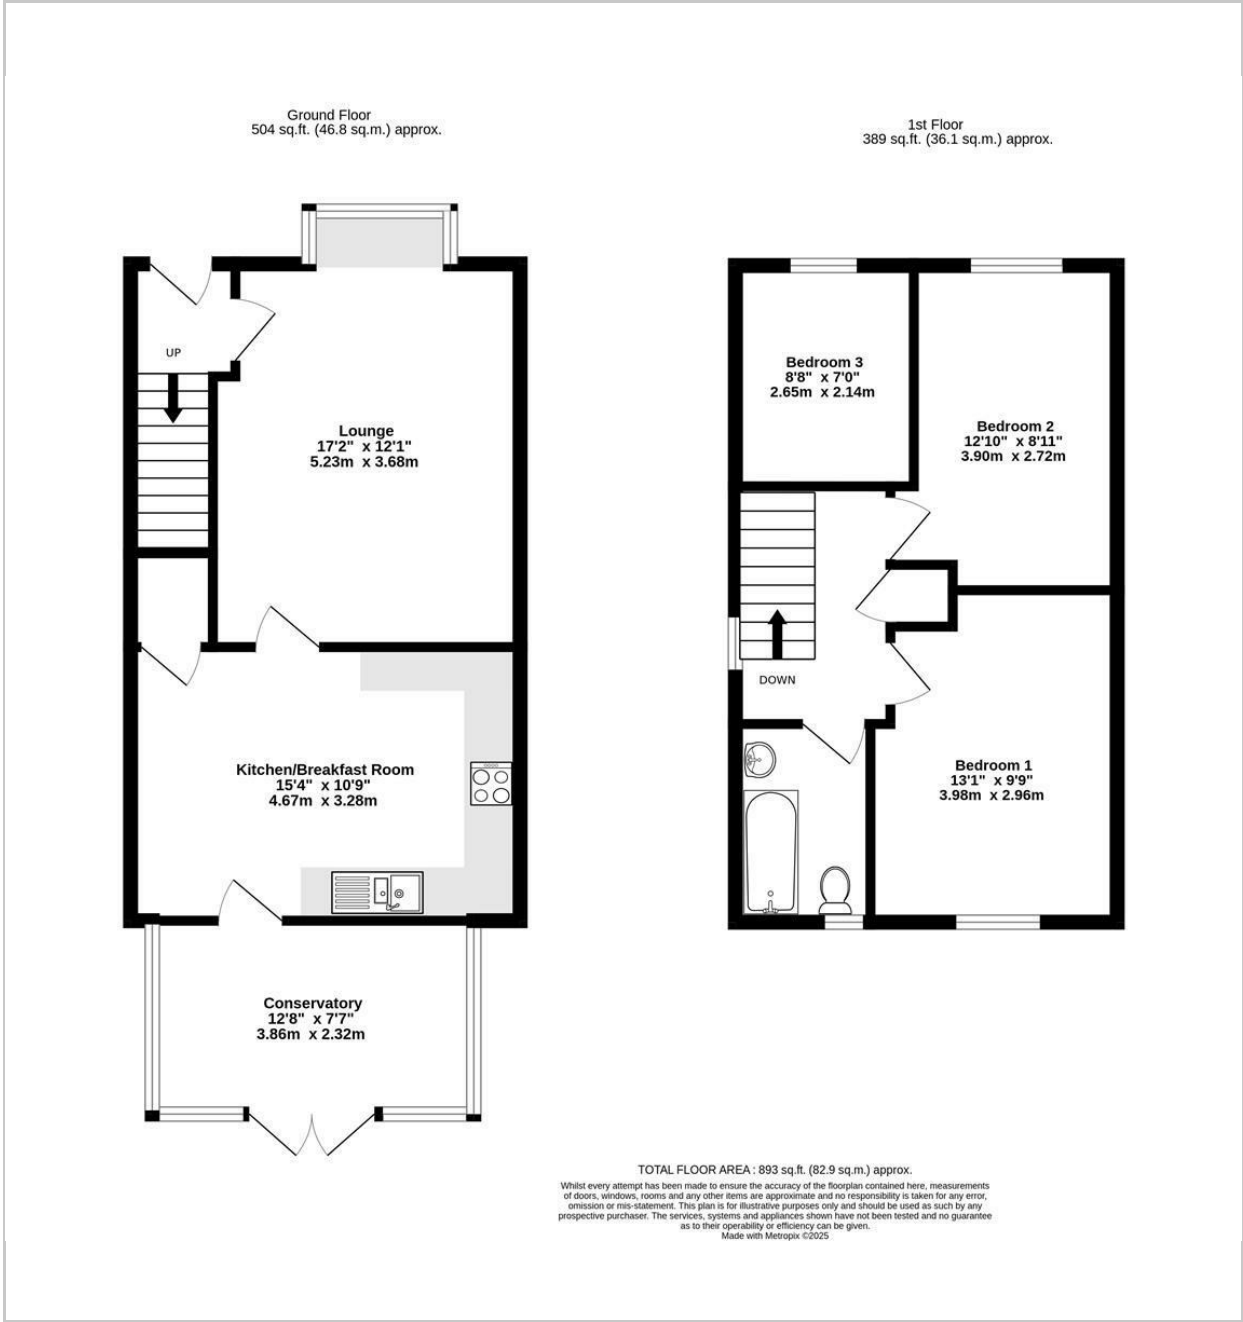 Ground Floor
504 sq.ft. (46.8 sq.m.) approx.
1st Floor
389 sq.ft. (36.1 sq.m.) approx.
UP
Lounge
17'2" x 12'1"
5.23m x 3.68m
Kitchen/Breakfast Room
15'4" x 10'9"
4.67m x 3.28m
Conservatory
12'8" x 7'7"
3.86m x 2.32m
Bedroom 3
8'8" x 7'0"
2.65m x 2.14m
Bedroom 2
12'10" x 8'11"
3.90m x 2.72m
DOWN
Bedroom 1
13'1" x 9'9"
3.98m x 2.96m
TOTAL FLOOR AREA : 893 sq.ft. (82.9 sq.m.) approx.
Whilst every attempt has been made to ensure the accuracy of the floorplan contained here, measurements
of doors, windows, rooms and any other items are approximate and no responsibility is taken for any error,
omission or mis-statement. This plan is for illustrative purposes only and should be used as such by any
prospective purchaser. The services, systems and appliances shown have not been tested and no guarantee
as to their operability or efficiency can be given.
Made with Metropix ©2025